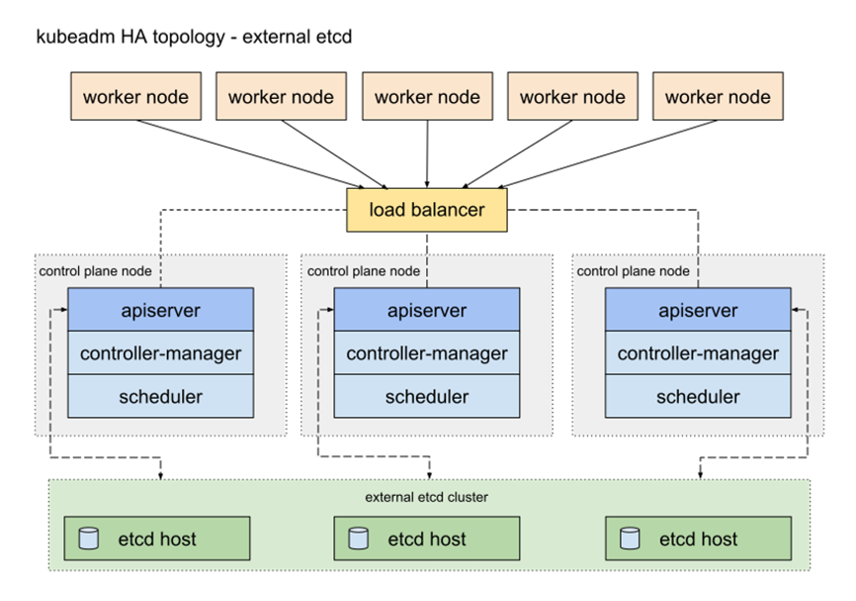 kubeadm HA topology - external etcd
worker node
worker node
worker node
worker node
worker node
load balancer
control plane node
apiserver
controller-manager
scheduler
control plane node
apiserver
controller-manager
scheduler
control plane node
apiserver
controller-manager
scheduler
external etcd cluster
etcd host
etcd host
etcd host